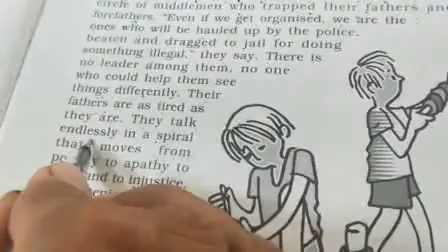 circle of middlemen who trapped their fathers and
forefathers. "Even if we get organised, we are the
ones who will be hauled up by the police,
beaten and dragged to jail for doing
something illegal," they say. There is
no leader among them, no one
who could help them see
things differently. Their
fathers are as tired as
they are. They talk
endlessly in a spiral
that moves from
to apathy to
and to injustice.